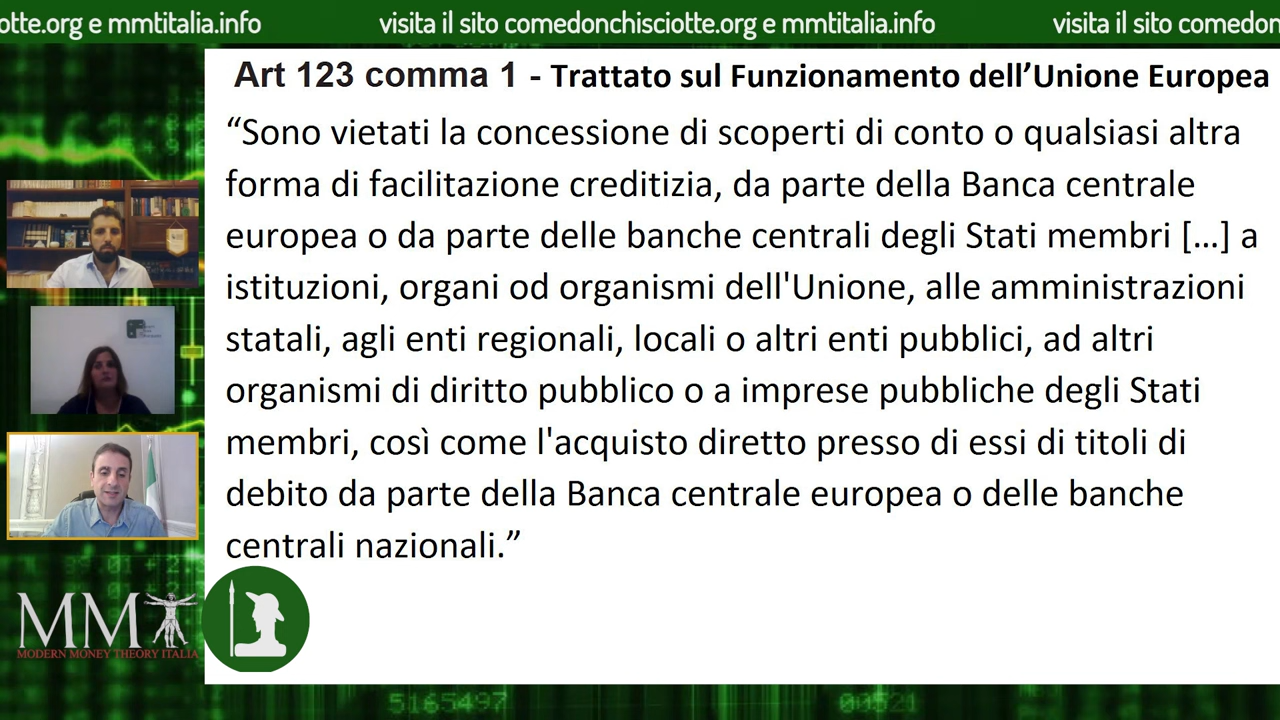 otte.org e mmtitalia.info
visita il sito comedonchisciotte.org e mmtitalia.info
visita il sito comedon
Art 123 comma 1 - Trattato sul Funzionamento dell’Unione Europea
“Sono vietati la concessione di scoperti di conto o qualsiasi altra
forma di facilitazione creditizia, da parte della Banca centrale
europea o da parte delle banche centrali degli Stati membri [...] a
istituzioni, organi od organismi dell'Unione, alle amministrazioni
statali, agli enti regionali, locali o altri enti pubblici, ad altri
organismi di diritto pubblico o a imprese pubbliche degli Stati
membri, così come l'acquisto diretto presso di essi di titoli di
debito da parte della Banca centrale europea o delle banche
centrali nazionali.”
MMT
MODERN MONEY THEORY ITALIA
5165497
00521